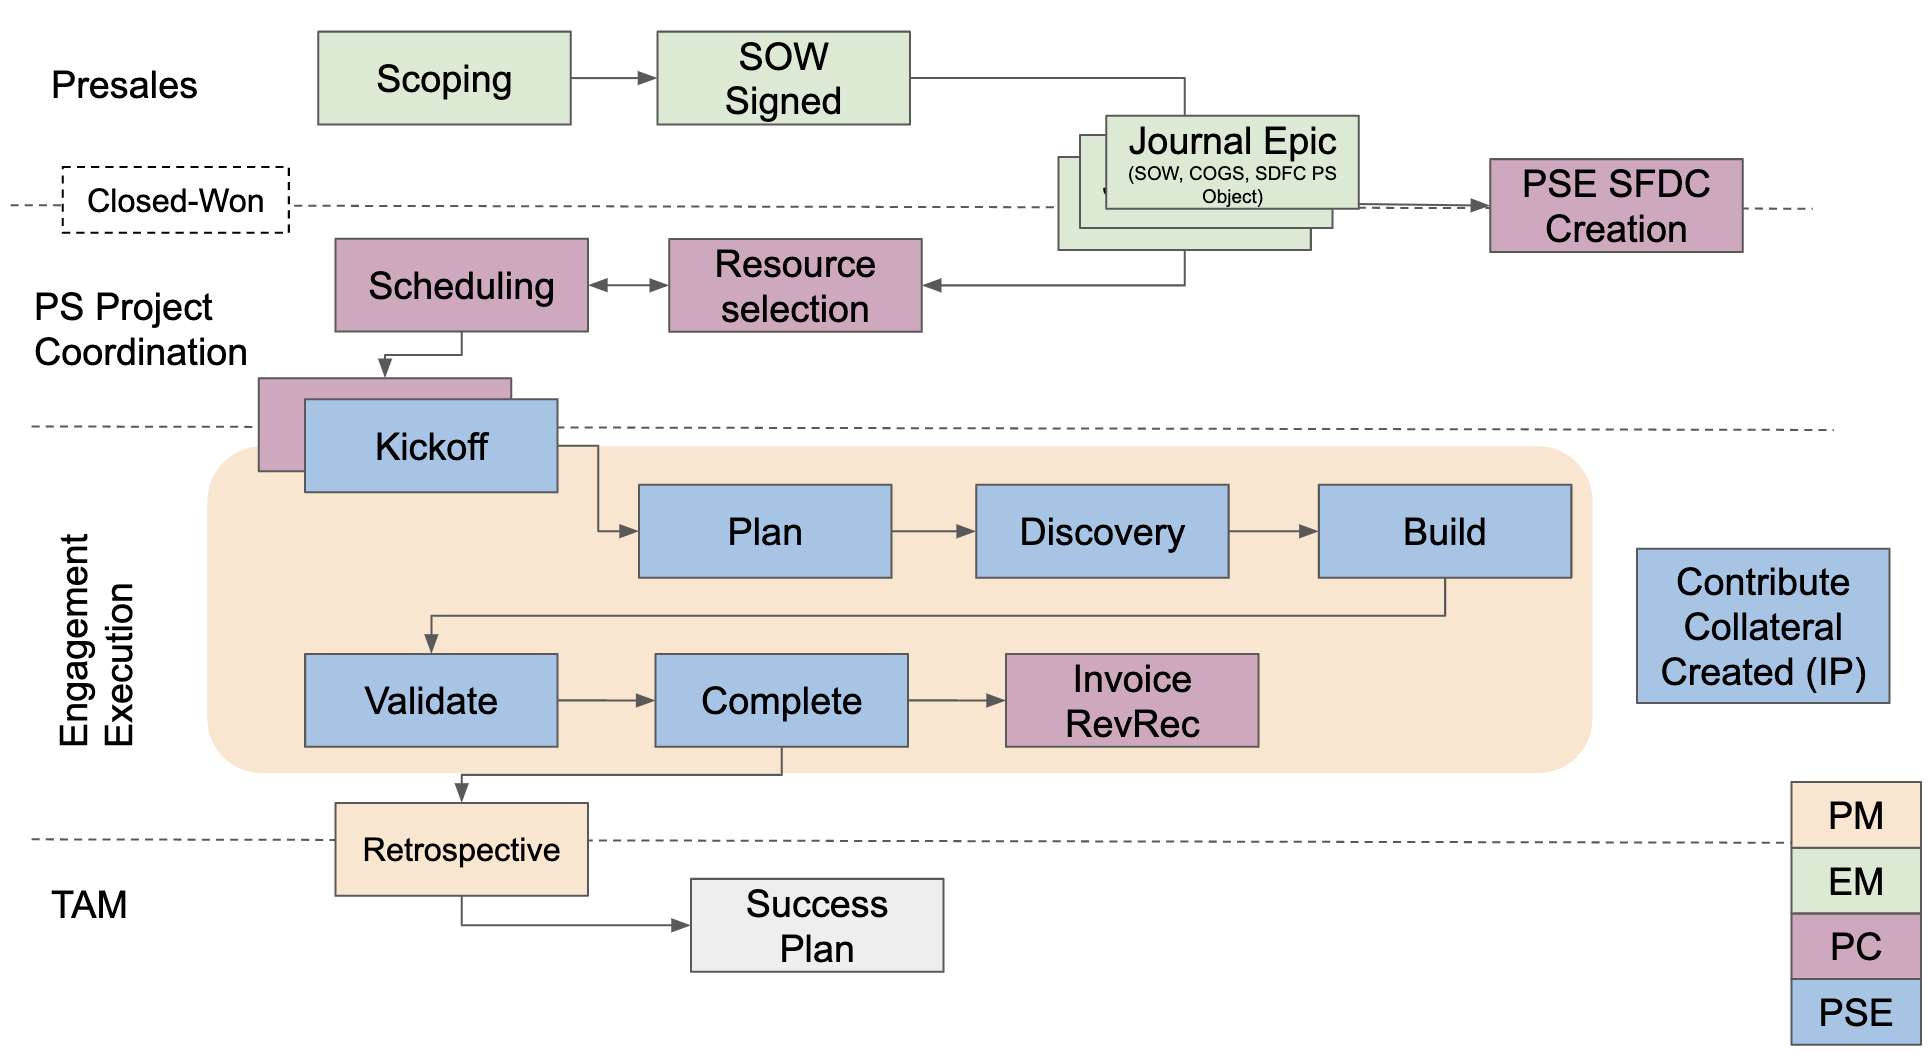 Presales
Scoping
SOW
Signed
Journal Epic
(SOW, COGS, SDFC PS
Object)
PSE SFDC
Creation
Closed-Won
PS Project
Coordination
Scheduling
Resource
selection
Kickoff
Engagement
Execution
Plan
Discovery
Build
Contribute
Collateral
Created (IP)
Validate
Complete
Invoice
RevRec
Retrospective
TAM
Success
Plan
PM
EM
PC
PSE